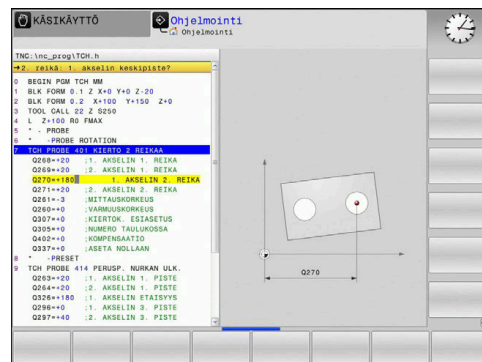 KÄSIKÄYTTÖ
Ohjelmointi
Ohjelmointi
TNC:\nc_prog\TCH.h
→2. reikä: 1. akselin keskipiste?
0 BEGIN PGM TCH MM
1 BLK FORM 0.1 Z X+0 Y+0 Z-20
2 BLK FORM 0.2 X+100 Y+150 Z+0
3 TOOL CALL 22 Z S250
4 L Z+100 R0 FMAX
5 * - PROBE
6 * -PROBE ROTATION
7 TCH PROBE 401 KIERTO 2 REIKAA
Q268=+20 ;1. AKSELIN 1. REIKA
Q269=+20 ;2. AKSELIN 1. REIKA
Q270=+180 1. AKSELIN 2. REIKA
Q271=+20 ;2. AKSELIN 2. REIKA
Q261=-3 ;MITTAUSKORKEUS
Q260=+0 ;VARMUUSKORKEUS
Q307=+0 ;KIERTOK. ESIASETUS
Q305=+0 ;NUMERO TAULUKOSSA
Q402=+0 ;KOMPENSAATIO
Q337=+0 ;ASETA NOLLAAN
8 * -PRESET
9 TCH PROBE 414 PERUSP. NURKAN ULK.
Q263=+20 ;1. AKSELIN 1. PISTE
Q264=+20 ;2. AKSELIN 1. PISTE
Q326=+180 ;1. AKSELIN ETAISYYS
Q296=+0 ;1. AKSELIN 3. PISTE
Q297=+40 ;2. AKSELIN 3. PISTE
Q270